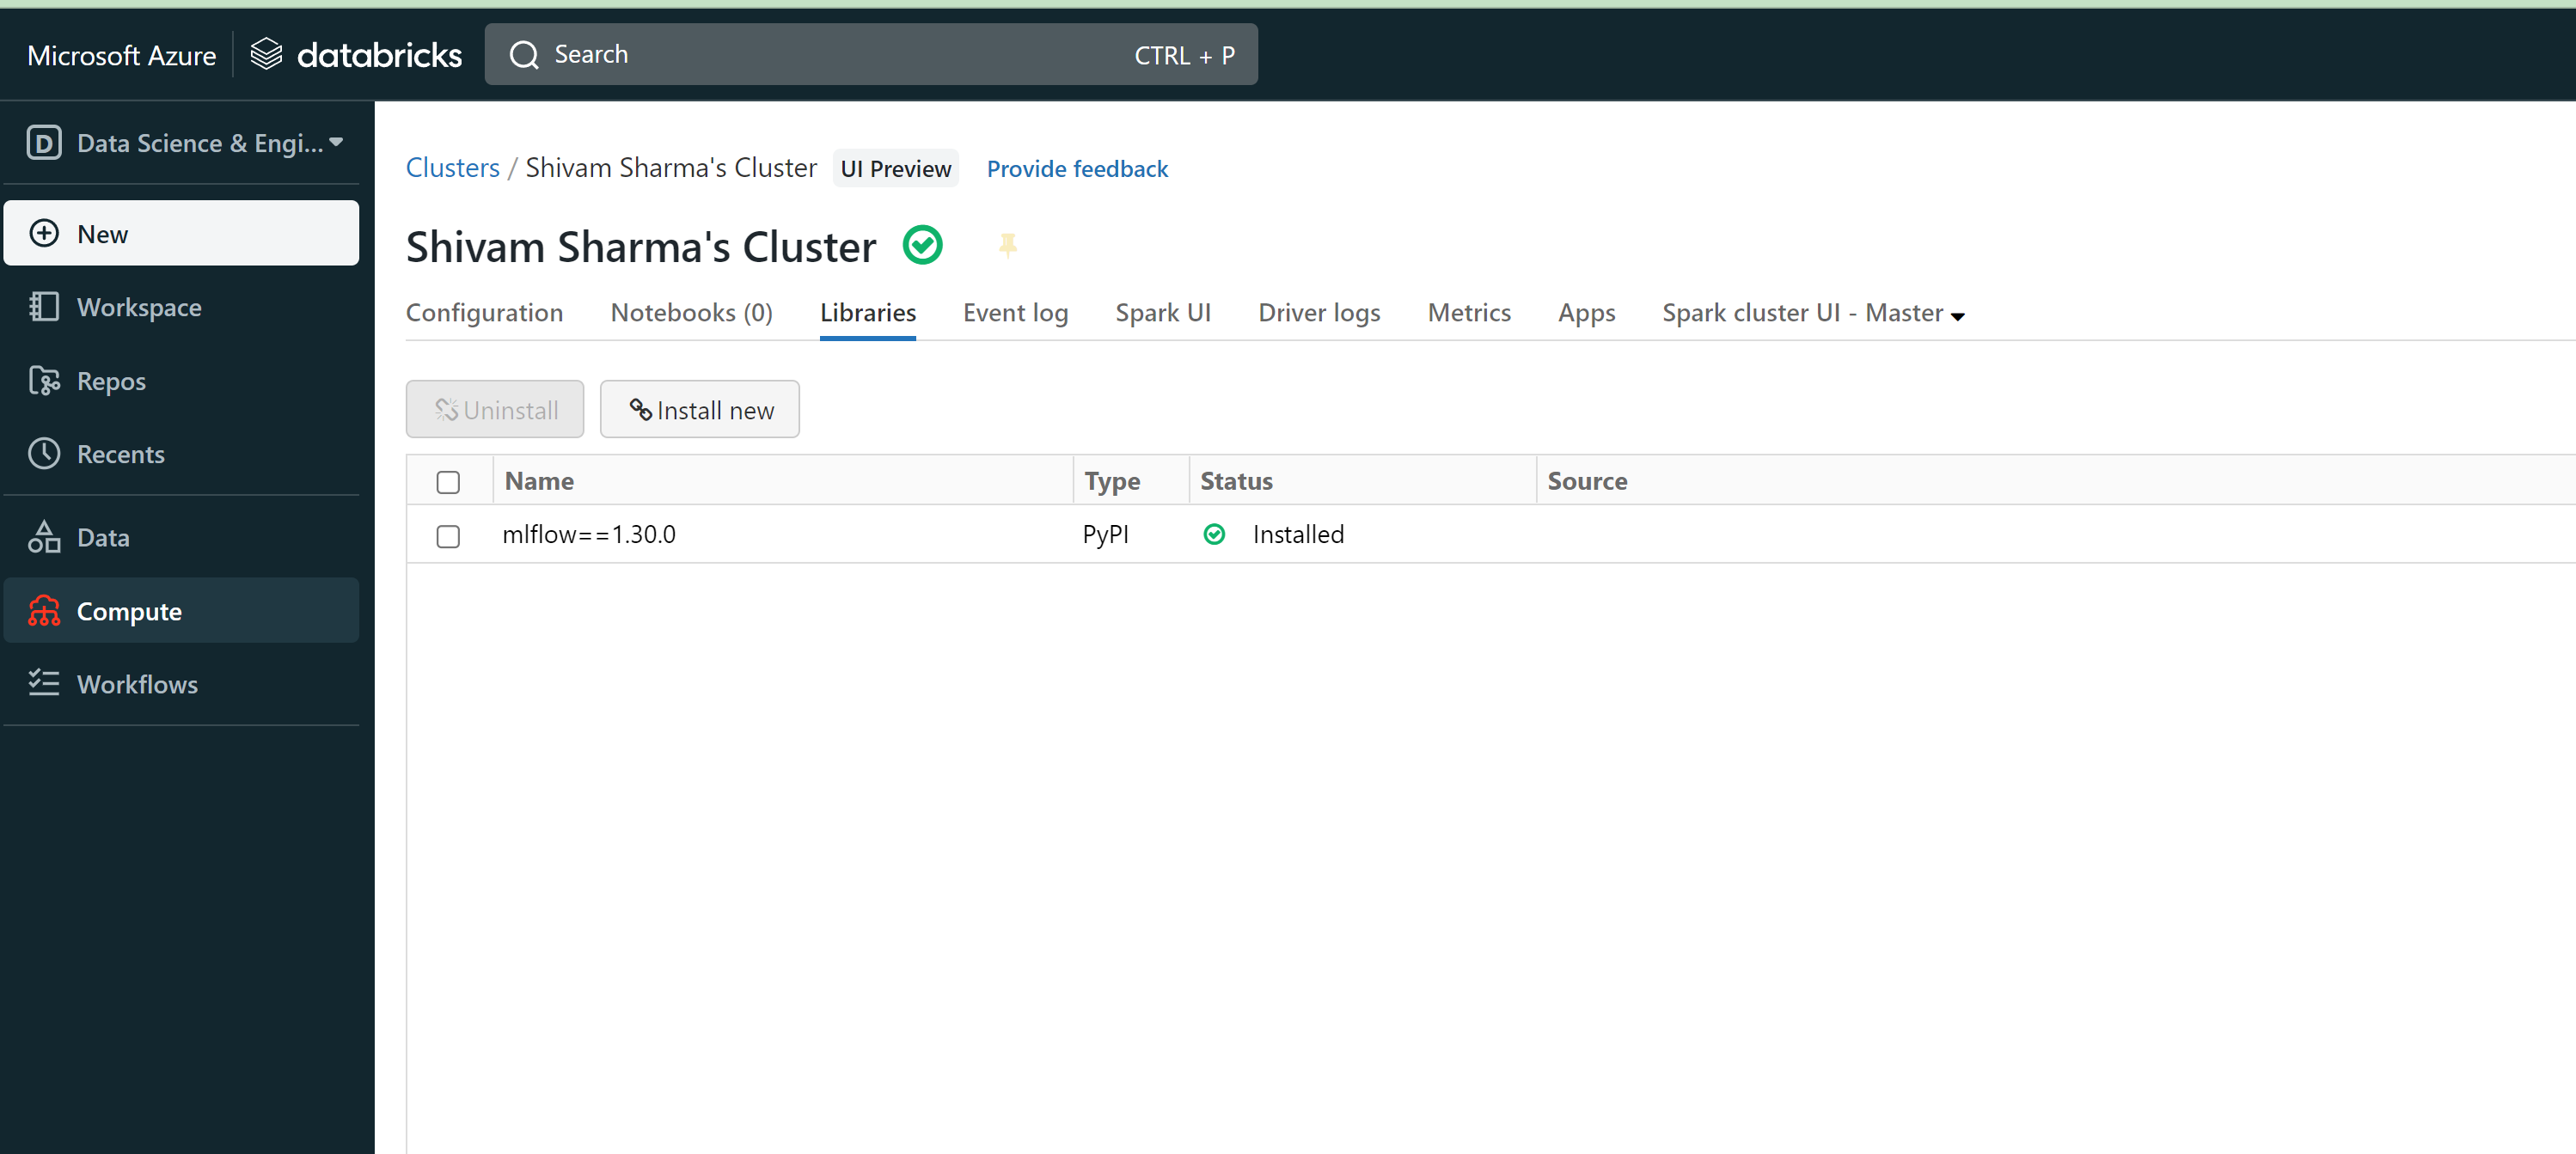 Microsoft Azure databricks Search CTRL + P
D Data Science & Engi...
New
Workspace
Repos
Recents
Data
Compute
Workflows
Clusters / Shivam Sharma's Cluster UI Preview Provide feedback
Shivam Sharma's Cluster
Configuration Notebooks (0) Libraries Event log Spark UI Driver logs Metrics Apps Spark cluster UI - Master
Uninstall Install new
Name Type Status Source
mlflow==1.30.0 PyPI Installed